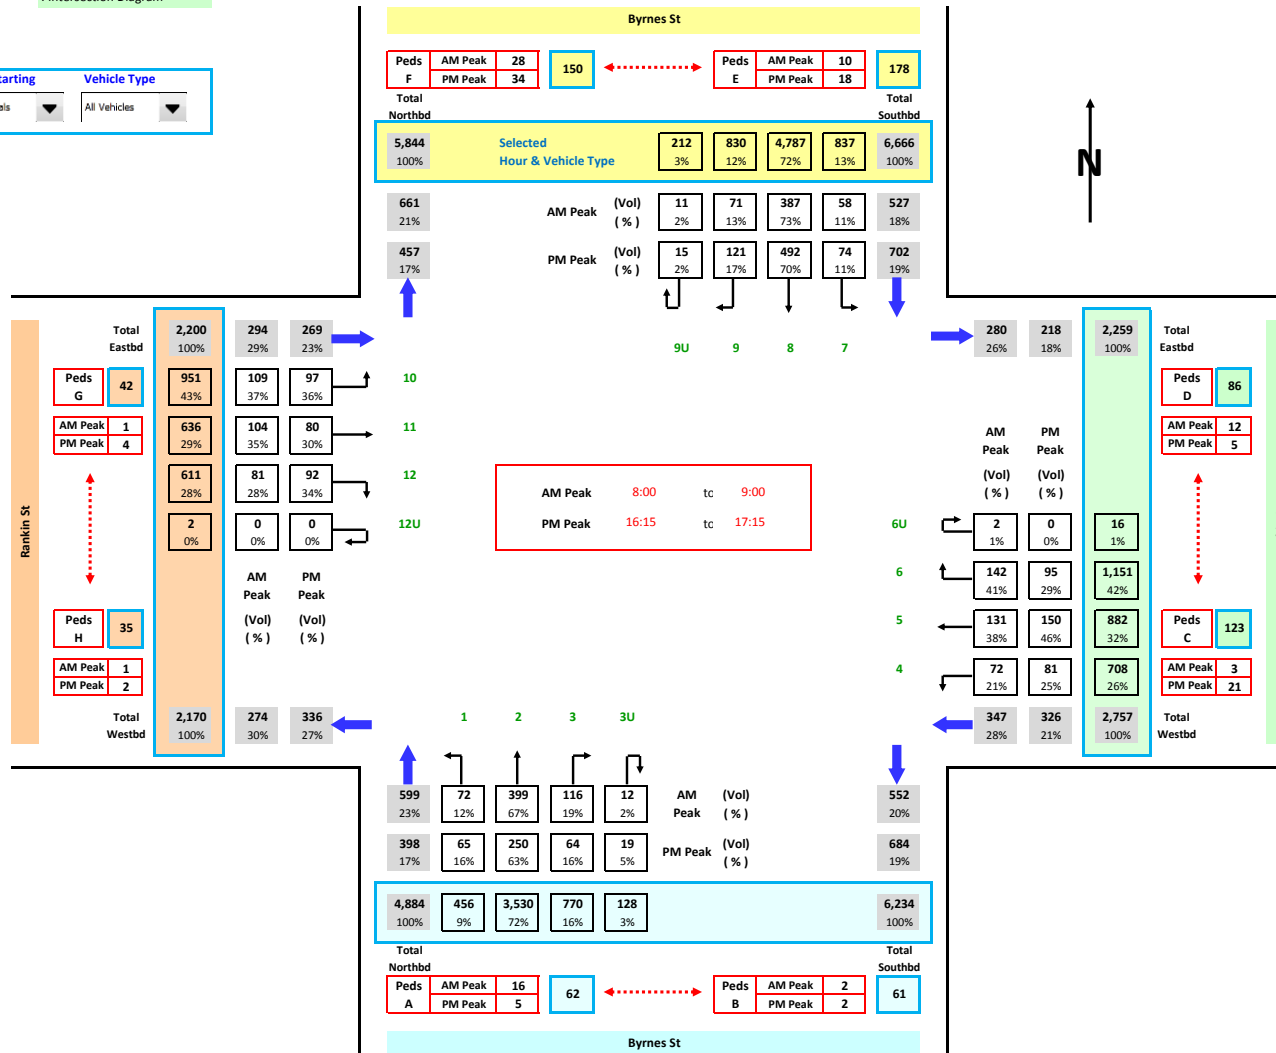 Intersection Diagram
Byrnes St
tarting Vehicle Type
als All Vehicles
Peds F AM Peak 28 PM Peak 34 150
Peds E AM Peak 10 PM Peak 18 178
Total Northbd
Total Southbd
5,844 Selected 212 830 4,787 837 6,666
100% Hour & Vehicle Type 3% 12% 72% 13% 100%
N
661 AM Peak (Vol) 11 71 387 58 527
21% ( % ) 2% 13% 73% 11% 18%
457 PM Peak (Vol) 15 121 492 74 702
17% ( % ) 2% 17% 70% 11% 19%
9U 9 8 7
Rankin St
Total Eastbd
2,200 294 269
100% 29% 23%
Peds G 42
951 109 97 10
43% 37% 36%
AM Peak 1
PM Peak 4
636 104 80 11
29% 35% 30%
611 81 92 12
28% 28% 34%
2 0 0 12U
0% 0% 0%
AM Peak PM Peak
(Vol) (Vol)
( % ) ( % )
Peds H 35
AM Peak 1
PM Peak 2
Total Westbd
2,170 274 336
100% 30% 27%
AM Peak 8:00 to 9:00
PM Peak 16:15 to 17:15
280 218 2,259 Total
26% 18% 100% Eastbd
Peds D 86
AM Peak 12
PM Peak 5
AM Peak PM Peak
(Vol) (Vol)
( % ) ( % )
6U 2 0 16
1% 0% 1%
6 142 95 1,151
41% 29% 42%
5 131 150 882
38% 46% 32%
4 72 81 708
21% 25% 26%
Peds C 123
AM Peak 3
PM Peak 21
347 326 2,757 Total
28% 21% 100% Westbd
1 2 3 3U
599 72 399 116 12 AM Peak (Vol) 552
23% 12% 67% 19% 2% ( % ) 20%
398 65 250 64 19 PM Peak (Vol) 684
17% 16% 63% 16% 5% ( % ) 19%
4,884 456 3,530 770 128 6,234
100% 9% 72% 16% 3% 100%
Total Northbd
Total Southbd
Peds A AM Peak 16 PM Peak 5 62
Peds B AM Peak 2 PM Peak 2 61
Byrnes St